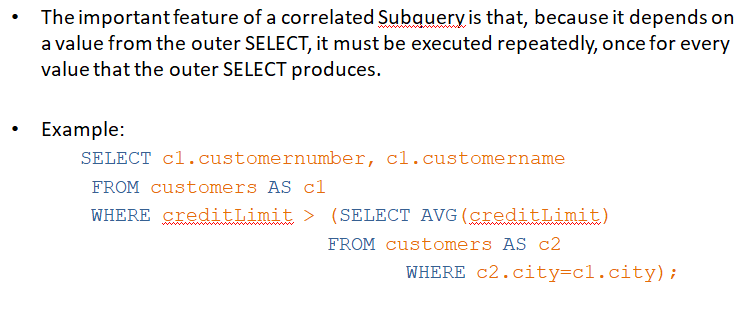 • The important feature of a correlated Subquery is that, because it depends on
a value from the outer SELECT, it must be executed repeatedly, once for every
value that the outer SELECT produces.
• Example:
SELECT c1.customernumber, c1.customername
FROM customers AS c1
WHERE creditLimit > (SELECT AVG(creditLimit)
FROM customers AS c2
WHERE c2.city=c1.city);